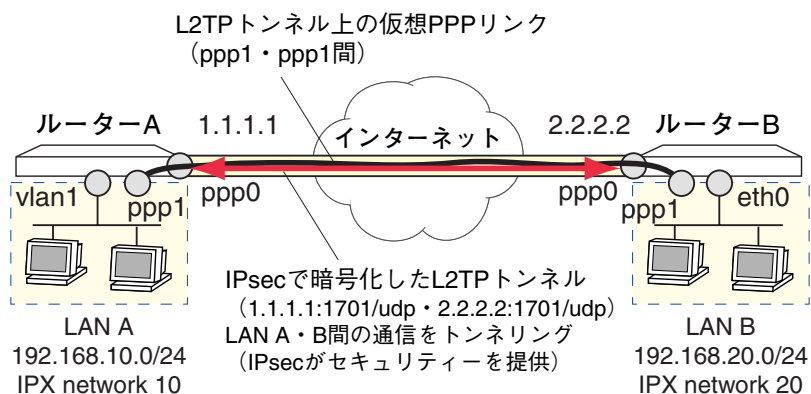 L2TPトンネル上の仮想PPPリンク
（ppp1・ppp1間）
ルーターA
1.1.1.1
インターネット
2.2.2.2
ルーターB
vlan1
ppp1
ppp0
ppp0
ppp1
eth0
IPsecで暗号化したL2TPトンネル
（1.1.1.1:1701/udp・2.2.2.2:1701/udp）
LAN A・B間の通信をトンネリング
（IPsecがセキュリティーを提供）
LAN A
192.168.10.0/24
IPX network 10
LAN B
192.168.20.0/24
IPX network 20